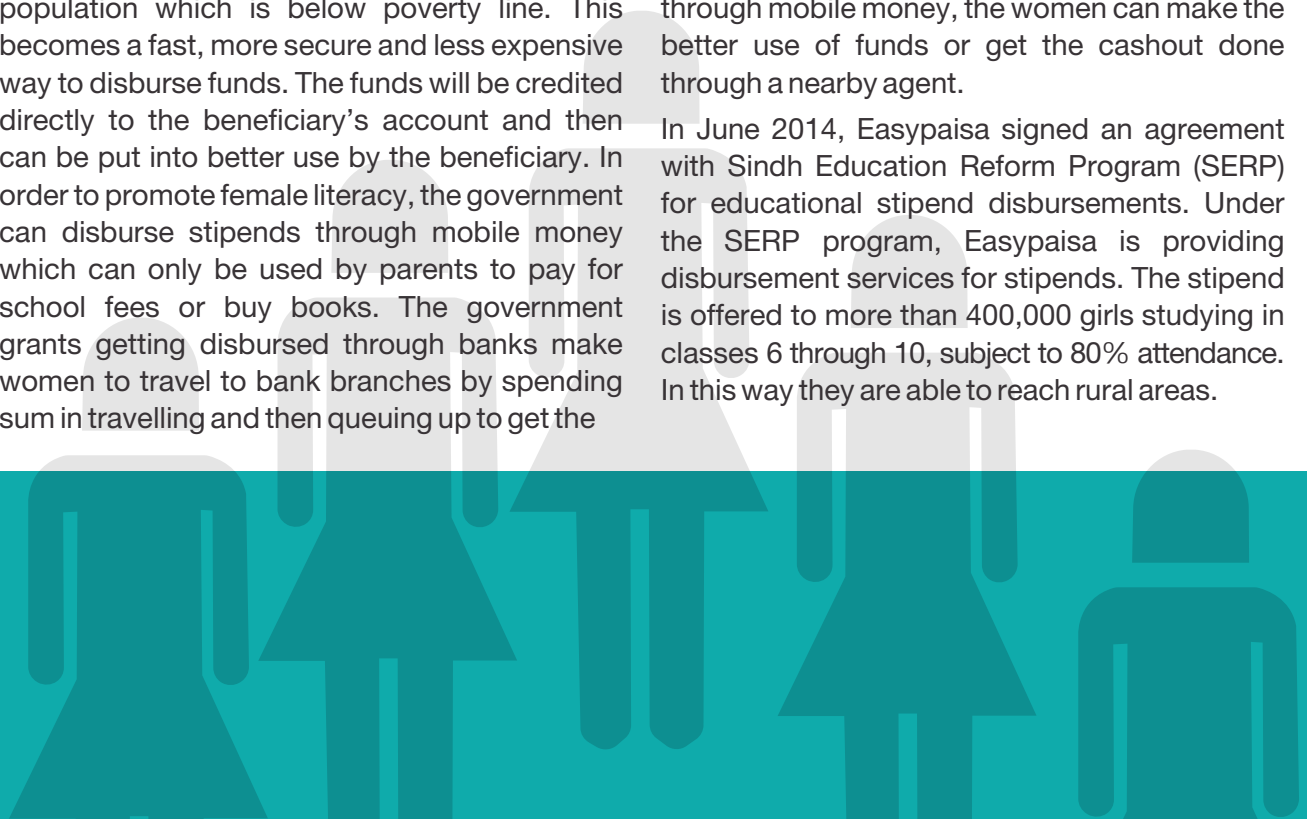 population which is below poverty line. This
becomes a fast, more secure and less expensive
way to disburse funds. The funds will be credited
directly to the beneficiary's account and then
can be put into better use by the beneficiary. In
order to promote female literacy, the government
can disburse stipends through mobile money
which can only be used by parents to pay for
school fees or buy books. The government
grants getting disbursed through banks make
women to travel to bank branches by spending
sum in travelling and then queuing up to get the
through mobile money, the women can make the
better use of funds or get the cashout done
through a nearby agent.
In June 2014, Easypaisa signed an agreement
with Sindh Education Reform Program (SERP)
for educational stipend disbursements. Under
the SERP program, Easypaisa is providing
disbursement services for stipends. The stipend
is offered to more than 400,000 girls studying in
classes 6 through 10, subject to 80% attendance.
In this way they are able to reach rural areas.